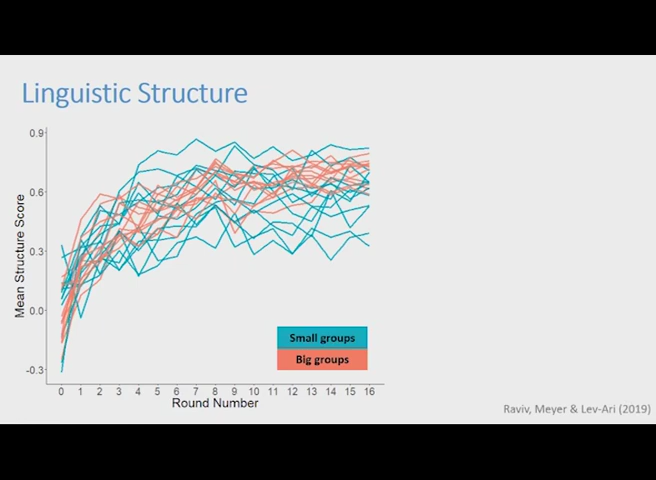 Linguistic Structure
0.9
0.6
0.3
0.0
-0.3
Mean Structure Score
0 1 2 3 4 5 6 7 8 9 10 11 12 13 14 15 16
Round Number
Small groups
Big groups
Raviv, Meyer & Lev-Ari (2019)